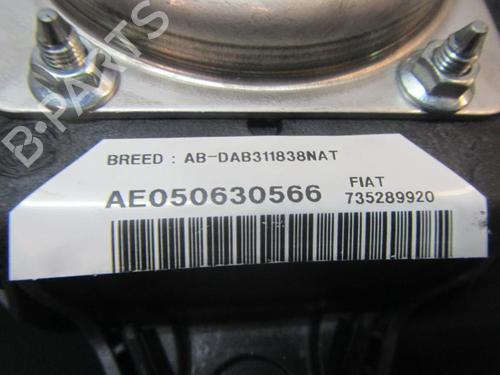 B-PARTS
BREED : AB-DAB311838NAT
AE050630566
FIAT
735289920